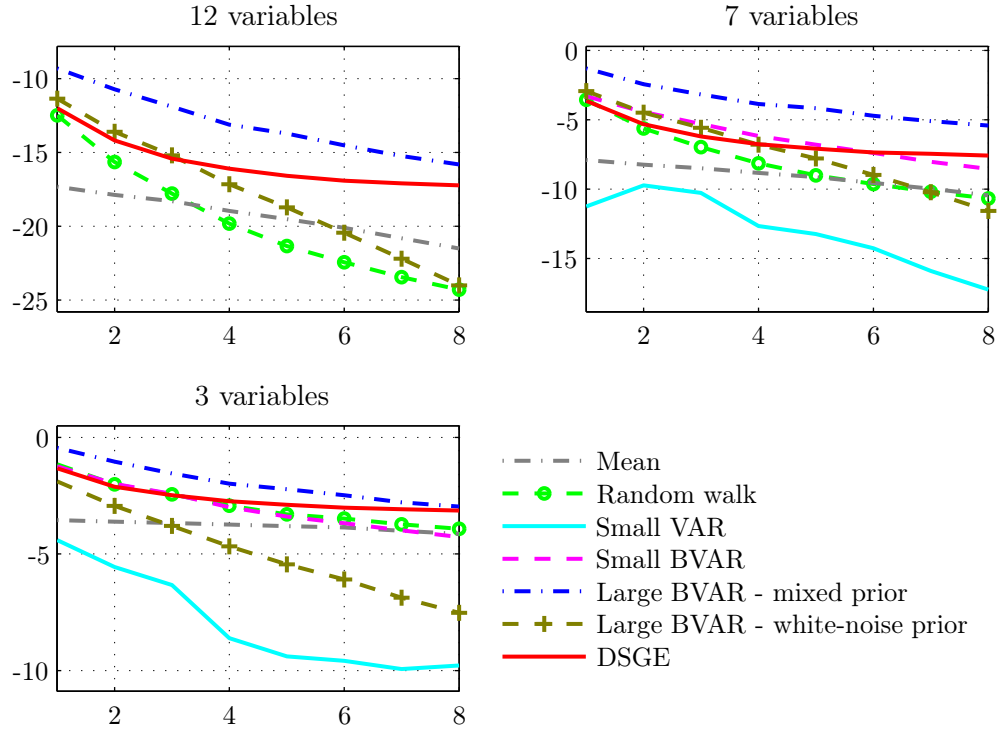 12 variables
-10
-15
-20
-25
2 4 6 8
7 variables
0
-5
-10
-15
2 4 6 8
3 variables
0
-5
-10
2 4 6 8
Mean
Random walk
Small VAR
Small BVAR
Large BVAR - mixed prior
Large BVAR - white-noise prior
DSGE